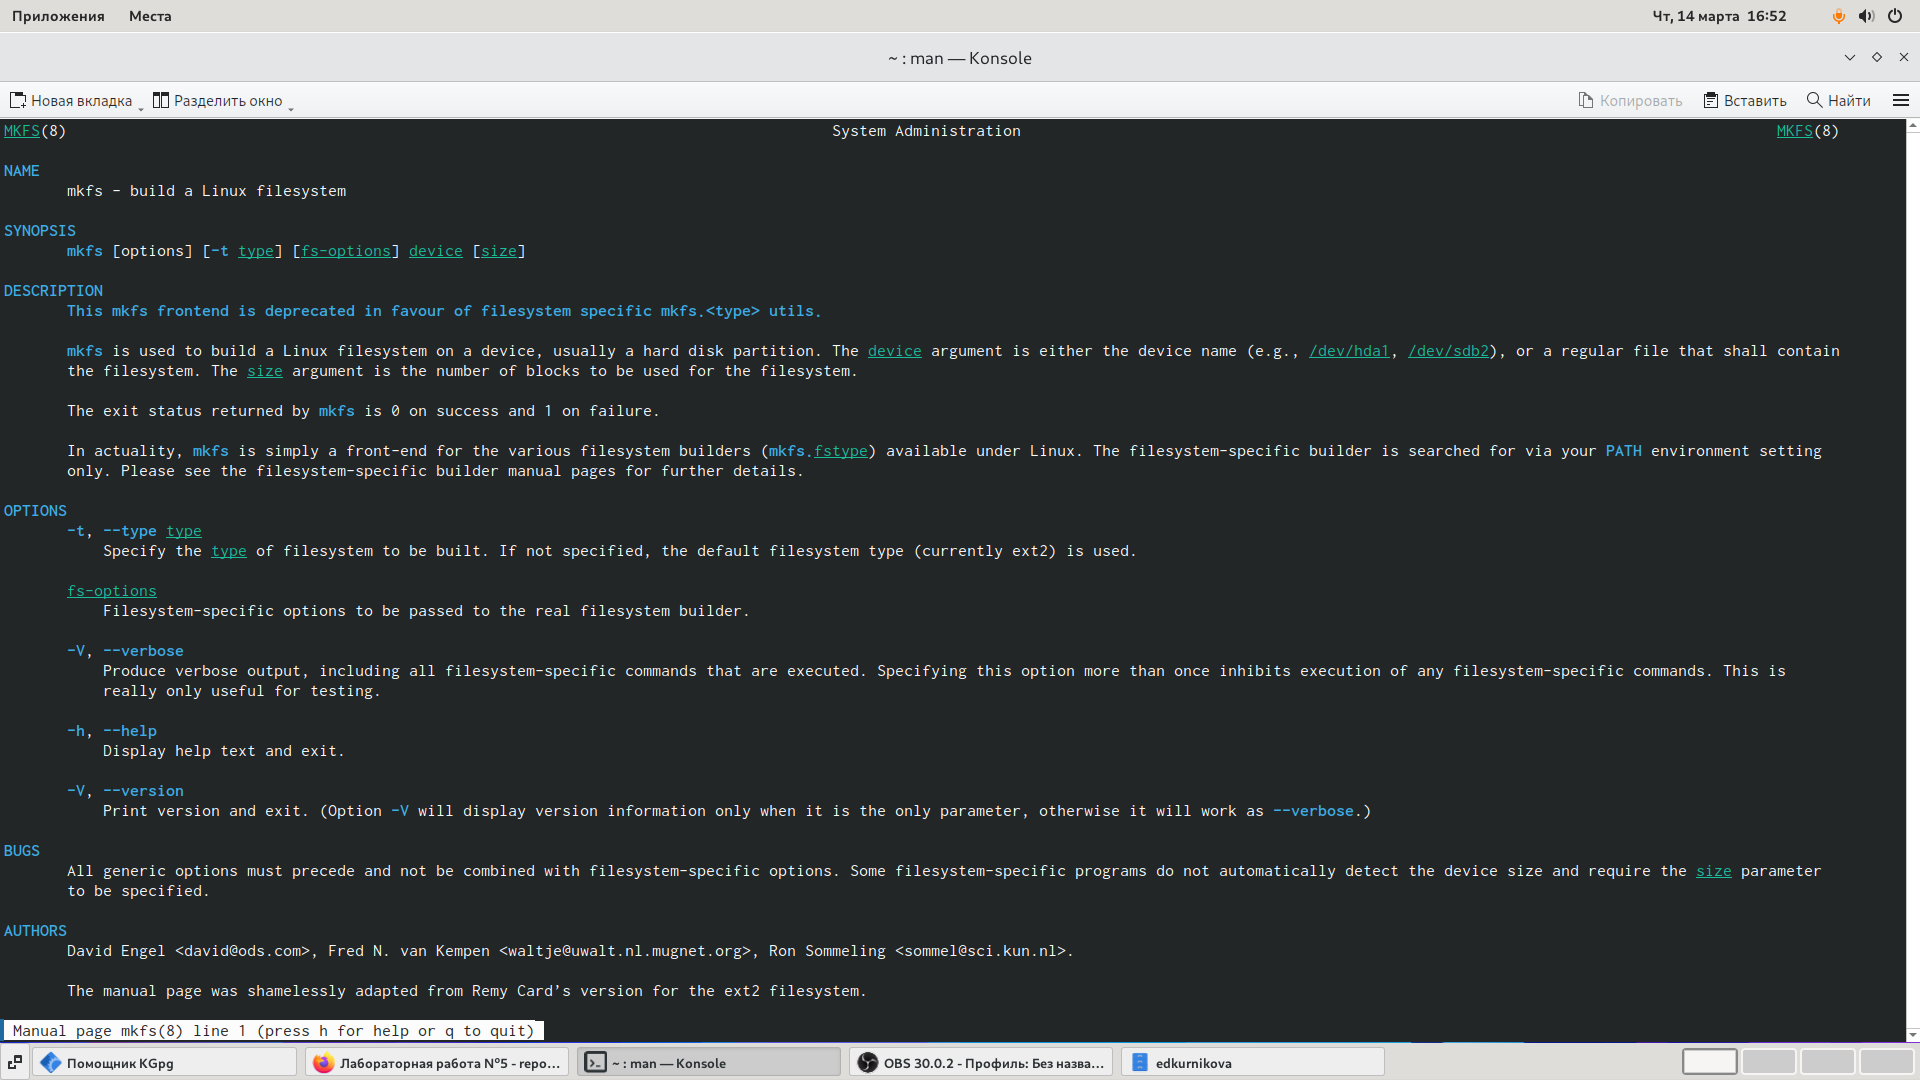 Приложения Места Чт, 14 марта 16:52
~ : man — Konsole
Новая вкладка Разделить окно Копировать Вставить Найти
MKFS(8) System Administration MKFS(8)
NAME
mkfs - build a Linux filesystem
SYNOPSIS
mkfs [options] [-t type] [fs-options] device [size]
DESCRIPTION
This mkfs frontend is deprecated in favour of filesystem specific mkfs.<type> utils.
mkfs is used to build a Linux filesystem on a device, usually a hard disk partition. The device argument is either the device name (e.g., /dev/hda1, /dev/sdb2), or a regular file that shall contain
the filesystem. The size argument is the number of blocks to be used for the filesystem.
The exit status returned by mkfs is 0 on success and 1 on failure.
In actuality, mkfs is simply a front-end for the various filesystem builders (mkfs.fstype) available under Linux. The filesystem-specific builder is searched for via your PATH environment setting
only. Please see the filesystem-specific builder manual pages for further details.
OPTIONS
-t, --type type
Specify the type of filesystem to be built. If not specified, the default filesystem type (currently ext2) is used.
fs-options
Filesystem-specific options to be passed to the real filesystem builder.
-V, --verbose
Produce verbose output, including all filesystem-specific commands that are executed. Specifying this option more than once inhibits execution of any filesystem-specific commands. This is
really only useful for testing.
-h, --help
Display help text and exit.
-V, --version
Print version and exit. (Option -V will display version information only when it is the only parameter, otherwise it will work as --verbose.)
BUGS
All generic options must precede and not be combined with filesystem-specific options. Some filesystem-specific programs do not automatically detect the device size and require the size parameter
to be specified.
AUTHORS
David Engel <david@ods.com>, Fred N. van Kempen <waltje@uwalt.nl.mugnet.org>, Ron Sommeling <sommel@sci.kun.nl>.
The manual page was shamelessly adapted from Remy Card’s version for the ext2 filesystem.
Manual page mkfs(8) line 1 (press h for help or q to quit)
Помощник KGpg Лабораторная работа №5 - repo... ~ : man — Konsole OBS 30.0.2 - Профиль: Без назва... edkurnikova